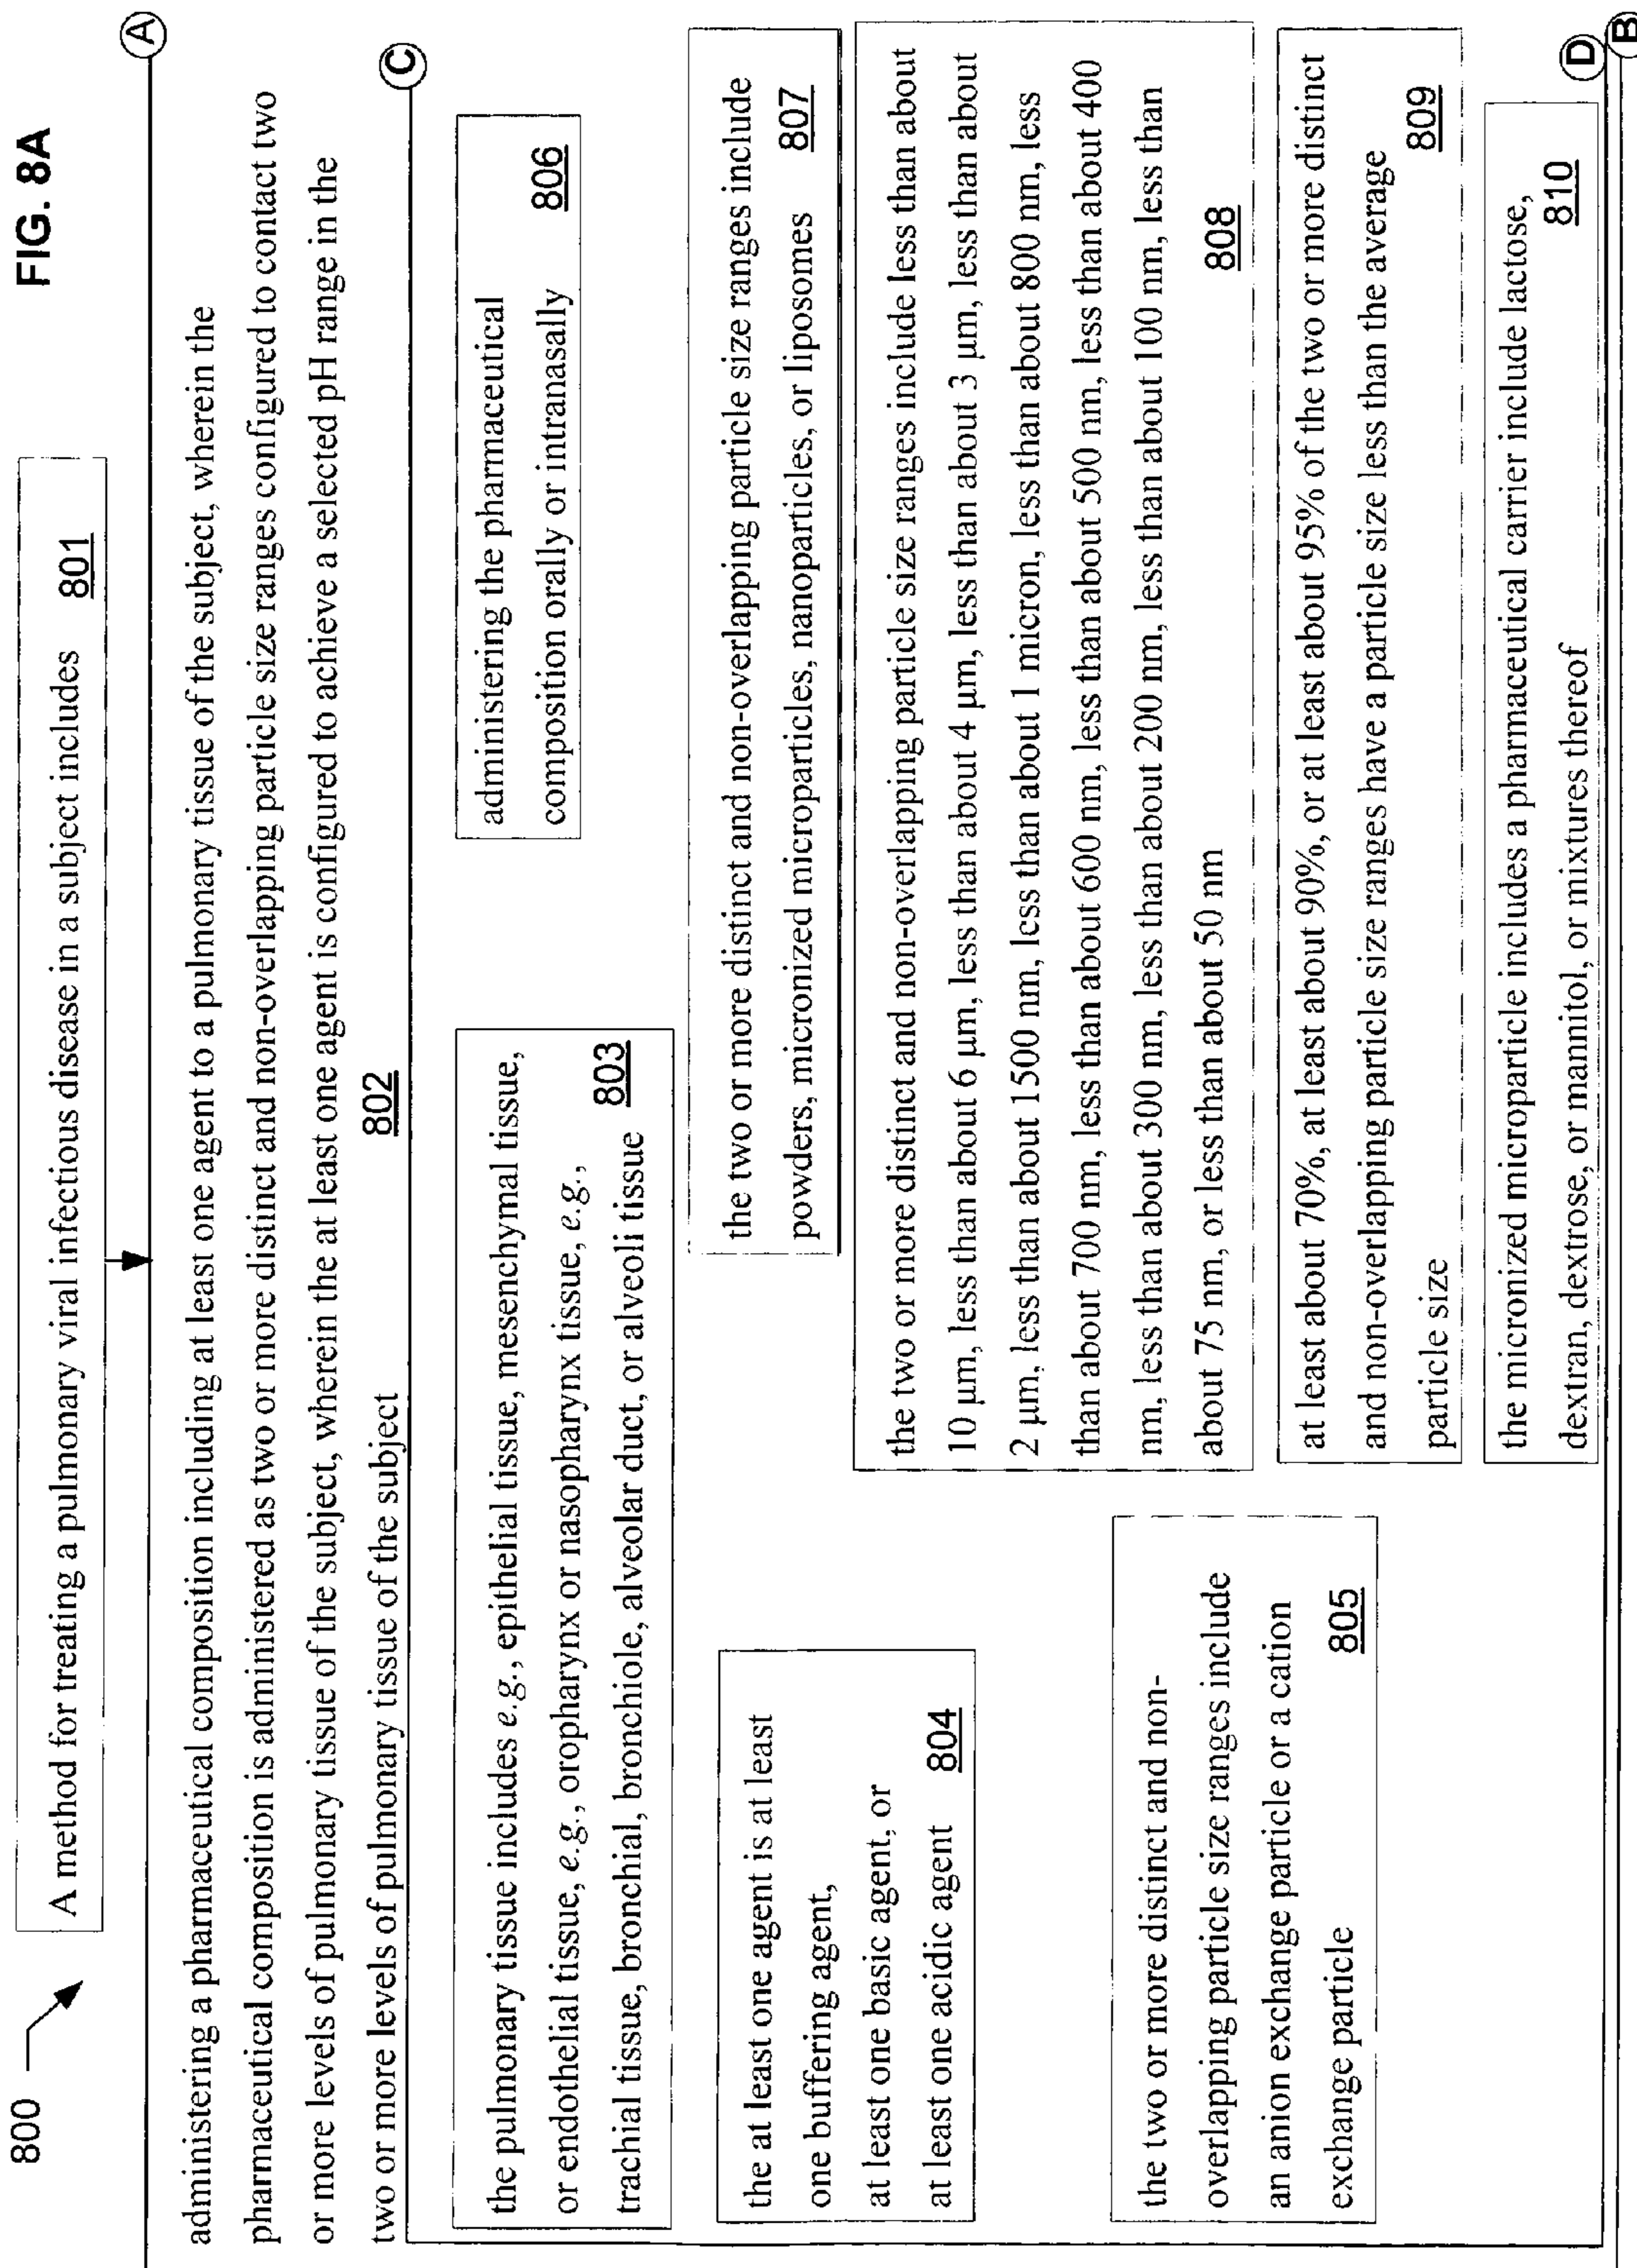 FIG. 8A
800
A method for treating a pulmonary viral infectious disease in a subject includes 801
A
administering a pharmaceutical composition including at least one agent to a pulmonary tissue of the subject, wherein the
pharmaceutical composition is administered as two or more distinct and non-overlapping particle size ranges configured to contact two
or more levels of pulmonary tissue of the subject, wherein the at least one agent is configured to achieve a selected pH range in the
two or more levels of pulmonary tissue of the subject 802
C
the pulmonary tissue includes e.g., epithelial tissue, mesenchymal tissue,
or endothelial tissue, e.g., oropharynx or nasopharynx tissue, e.g.,
trachial tissue, bronchial, bronchiole, alveolar duct, or alveoli tissue 803
administering the pharmaceutical
composition orally or intranasally 806
the at least one agent is at least
one buffering agent,
at least one basic agent, or
at least one acidic agent 804
the two or more distinct and non-
overlapping particle size ranges include
an anion exchange particle or a cation
exchange particle 805
the two or more distinct and non-overlapping particle size ranges include
powders, micronized microparticles, nanoparticles, or liposomes 807
the two or more distinct and non-overlapping particle size ranges include less than about
10 μm, less than about 6 μm, less than about 4 μm, less than about 3 μm, less than about
2 μm, less than about 1500 nm, less than about 1 micron, less than about 800 nm, less
than about 700 nm, less than about 600 nm, less than about 500 nm, less than about 400
nm, less than about 300 nm, less than about 200 nm, less than about 100 nm, less than
about 75 nm, or less than about 50 nm 808
at least about 70%, at least about 90%, or at least about 95% of the two or more distinct
and non-overlapping particle size ranges have a particle size less than the average
particle size 809
the micronized microparticle includes a pharmaceutical carrier include lactose,
dextran, dextrose, or mannitol, or mixtures thereof 810
D
B